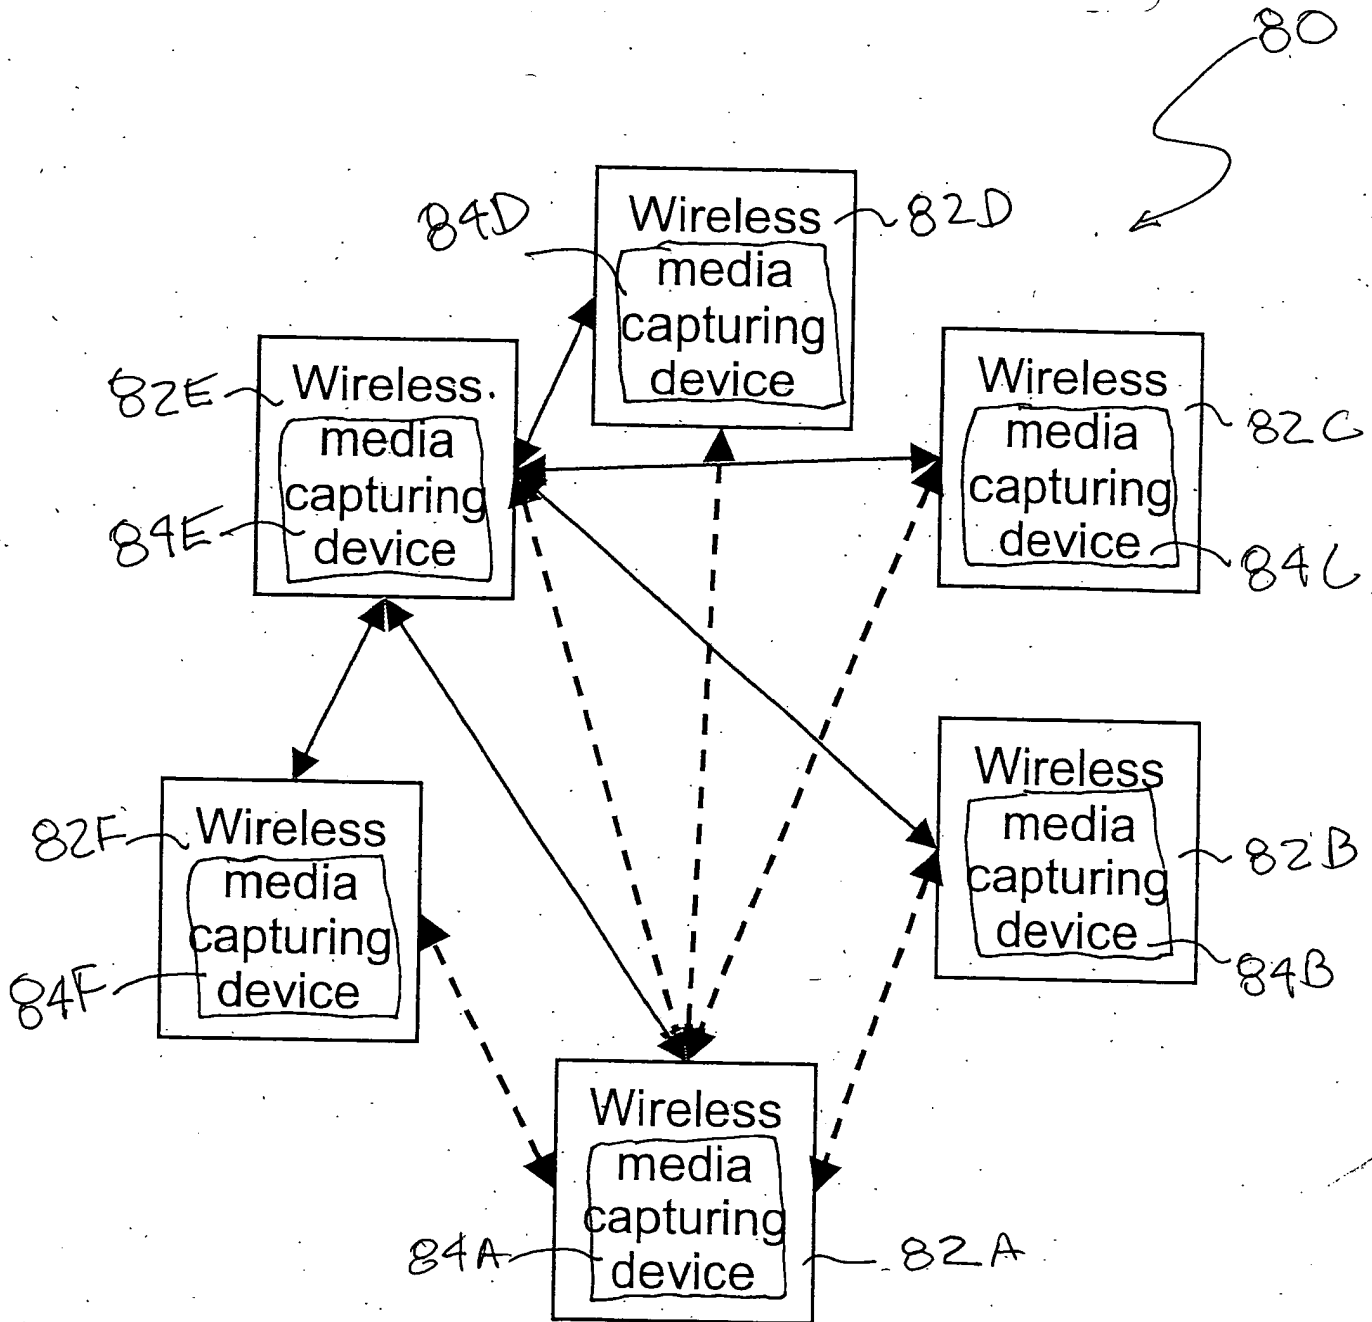 80
84D
Wireless
media
capturing
device
82D
82E
Wireless.
media
capturing
device
84E
Wireless
media
capturing
device
82C
84C
82F
Wireless
media
capturing
device
84F
Wireless
media
capturing
device
82B
84B
Wireless
media
capturing
device
84A
82A